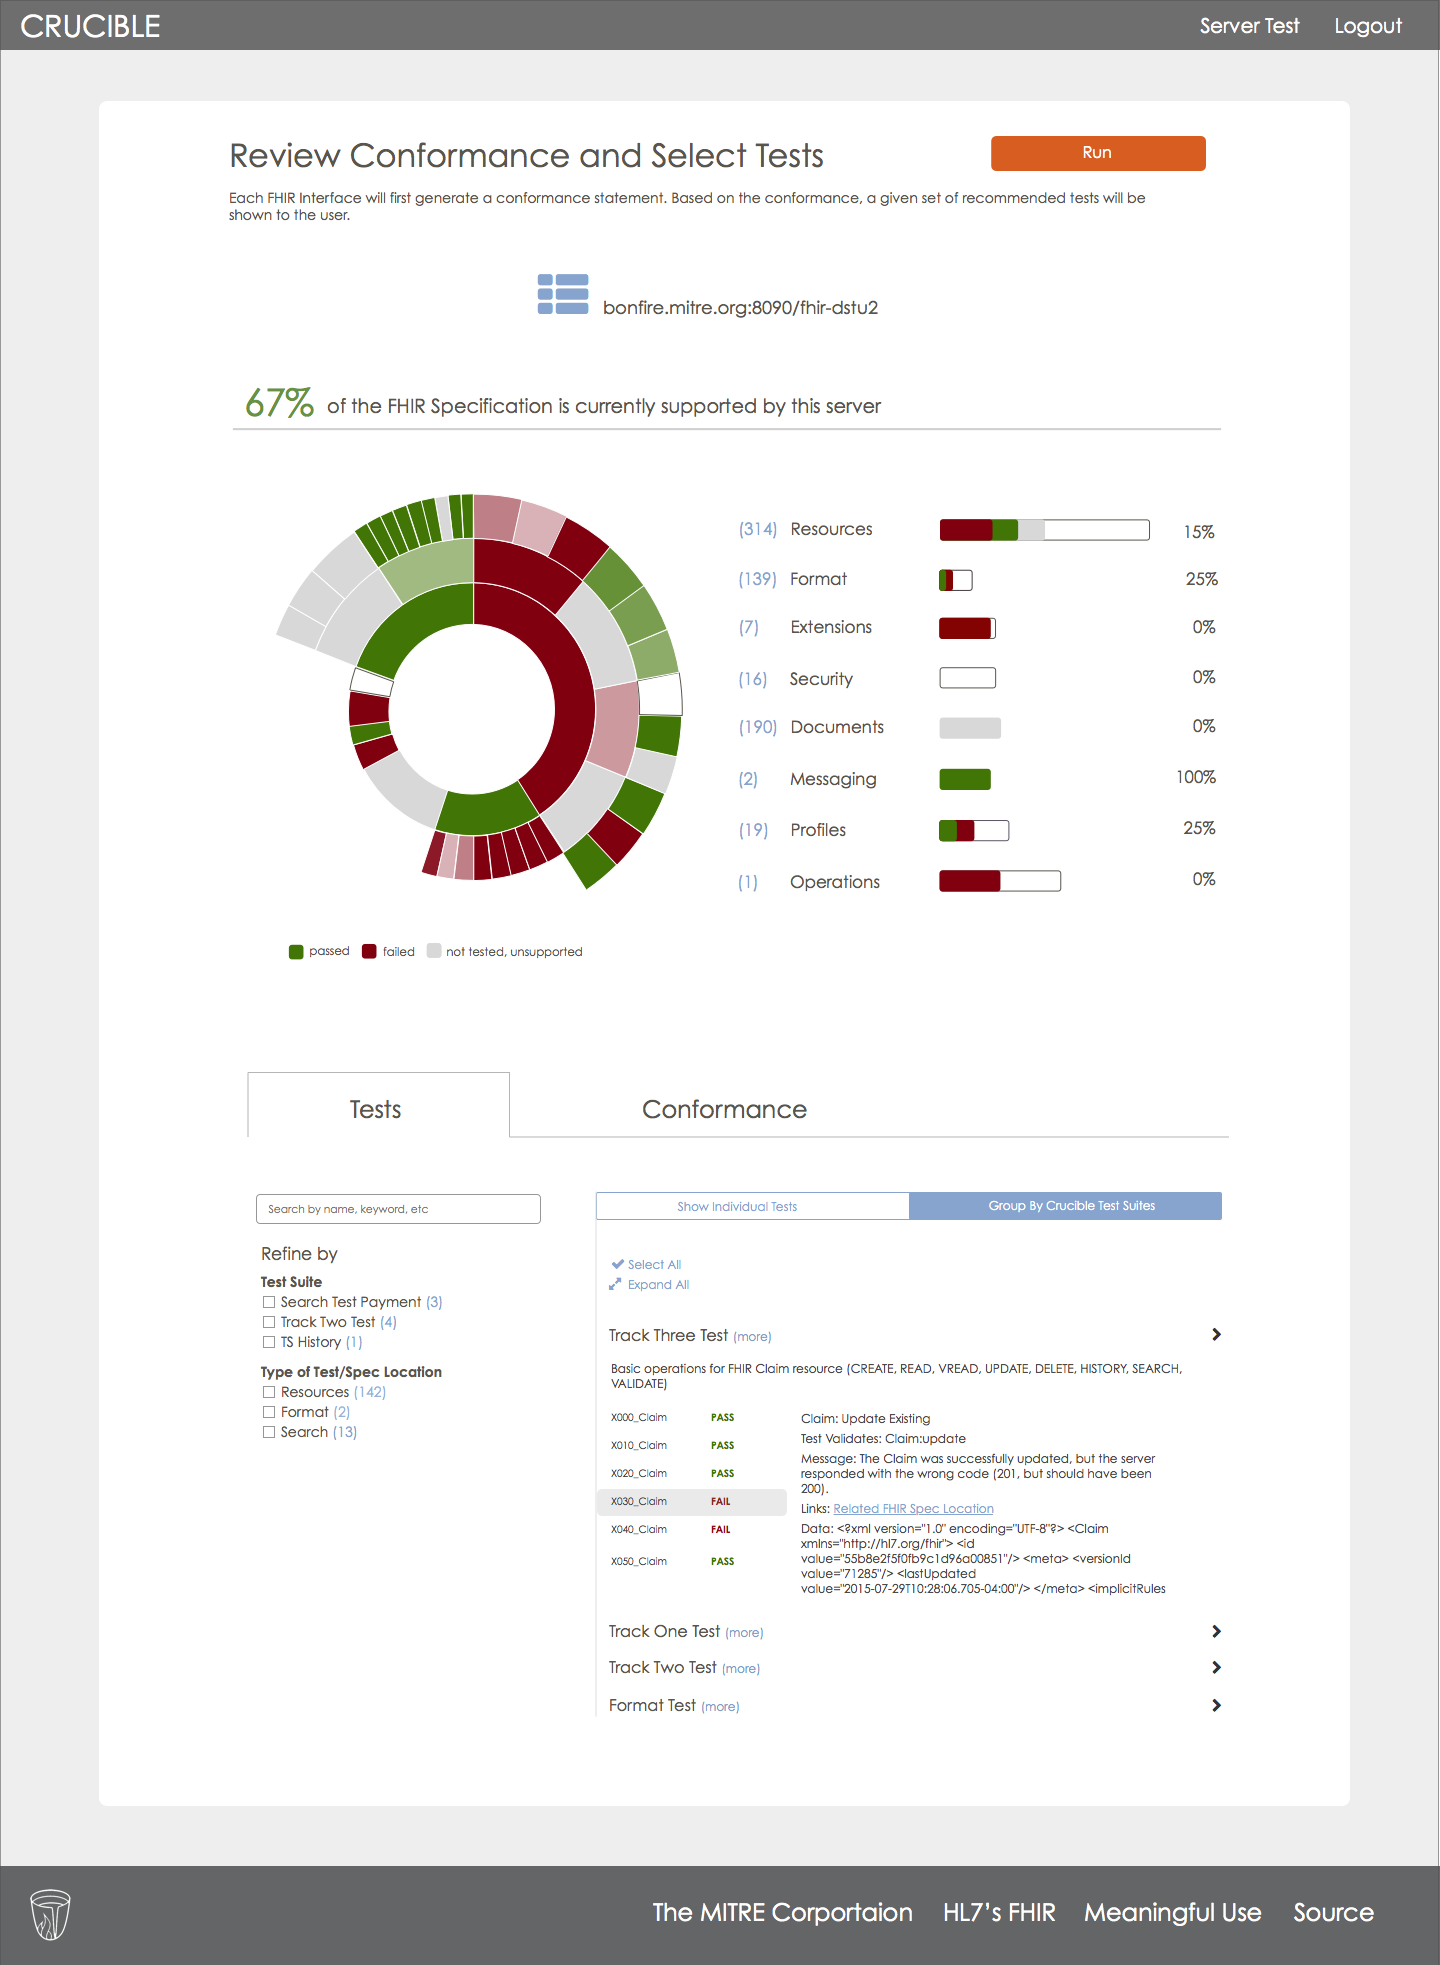 CRUCIBLE
Server Test
Logout
Review Conformance and Select Tests
Run
Each FHIR Interface will first generate a conformance statement. Based on the conformance, a given set of recommended tests will be
shown to the user.
bonfire.mitre.org:8090/fhir-dstu2
67% of the FHIR Specification is currently supported by this server
(314) Resources 15%
(139) Format 25%
(7) Extensions 0%
(16) Security 0%
(190) Documents 0%
(2) Messaging 100%
(19) Profiles 25%
(1) Operations 0%
passed failed not tested, unsupported
Tests
Conformance
Search by name, keyword, etc
Refine by
Test Suite
Search Test Payment (3)
Track Two Test (4)
TS History (1)
Type of Test/Spec Location
Resources (142)
Format (2)
Search (13)
Show Individual Tests
Group By Crucible Test Suites
Select All
Expand All
Track Three Test (more)
Basic operations for FHIR Claim resource (CREATE, READ, VREAD, UPDATE, DELETE, HISTORY, SEARCH,
VALIDATE)
X000_Claim PASS
X010_Claim PASS
X020_Claim PASS
X030_Claim FAIL
X040_Claim FAIL
X050_Claim PASS
Claim: Update Existing
Test Validates: Claim:update
Message: The Claim was successfully updated, but the server
responded with the wrong code (201, but should have been
200).
Links: Related FHIR Spec Location
Data: <?xml version="1.0" encoding="UTF-8"?> <Claim
xmlns="http://hl7.org/fhir"> <id
value="55b8e2f5f0fb9c1d96a00851"/> <meta> <versionId
value="71285"/> <lastUpdated
value="2015-07-29T10:28:06.705-04:00"/> </meta> <implicitRules
Track One Test (more)
Track Two Test (more)
Format Test (more)
The MITRE Corportaion
HL7's FHIR
Meaningful Use
Source